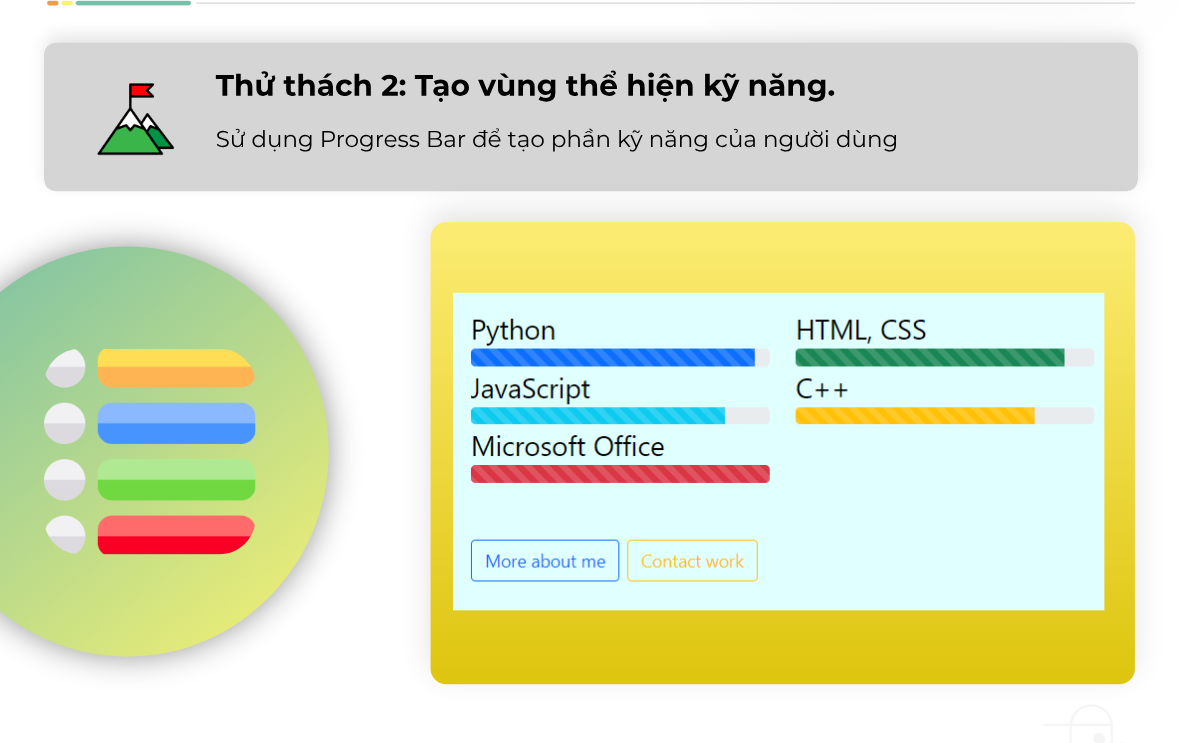 Thử thách 2: Tạo vùng thể hiện kỹ năng.
Sử dụng Progress Bar để tạo phần kỹ năng của người dùng
Python
HTML, CSS
JavaScript
C++
Microsoft Office
More about me
Contact work